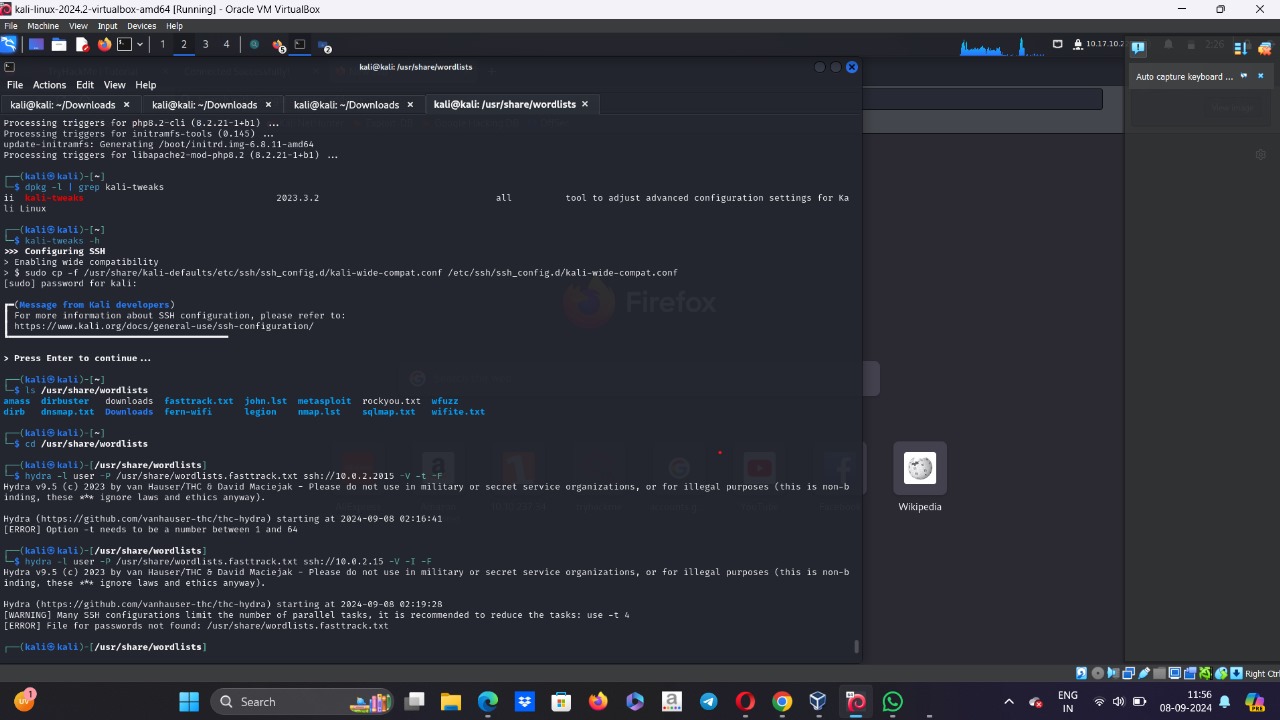 kali-linux-2024.2-virtualbox-amd64 [Running] - Oracle VM VirtualBox
File Machine View Input Devices Help
1 2 3 4 5 2 10.17.10.2 2:26
kali@kali: /usr/share/wordlists
Auto capture keyboard ...
File Actions Edit View Help
kali@kali: ~/Downloads × kali@kali: ~/Downloads × kali@kali: ~/Downloads × kali@kali: /usr/share/wordlists ×
Processing triggers for php8.2-cli (8.2.21-1+b1) ...
Processing triggers for initramfs-tools (0.145) ...
update-initramfs: Generating /boot/initrd.img-6.8.11-amd64
Processing triggers for libapache2-mod-php8.2 (8.2.21-1+b1) ...
┌──(kali㉿kali)-[~]
└─$ dpkg -l | grep kali-tweaks
ii kali-tweaks 2023.3.2 all tool to adjust advanced configuration settings for Ka
li Linux
┌──(kali㉿kali)-[~]
└─$ kali-tweaks -h
>>> Configuring SSH
> Enabling wide compatibility
> $ sudo cp -f /usr/share/kali-defaults/etc/ssh/ssh_config.d/kali-wide-compat.conf /etc/ssh/ssh_config.d/kali-wide-compat.conf
[sudo] password for kali:
┏━(Message from Kali developers)
┃ For more information about SSH configuration, please refer to:
┃ https://www.kali.org/docs/general-use/ssh-configuration/
Firefox
> Press Enter to continue...
┌──(kali㉿kali)-[~]
└─$ ls /usr/share/wordlists
amass dirbuster downloads fasttrack.txt john.lst metasploit rockyou.txt wfuzz
dirb dnsmap.txt Downloads fern-wifi legion nmap.lst sqlmap.txt wifite.txt
┌──(kali㉿kali)-[~]
└─$ cd /usr/share/wordlists
┌──(kali㉿kali)-[/usr/share/wordlists]
└─$ hydra -l user -P /usr/share/wordlists.fasttrack.txt ssh://10.0.2.2015 -V -t -F
Hydra v9.5 (c) 2023 by van Hauser/THC & David Maciejak - Please do not use in military or secret service organizations, or for illegal purposes (this is non-b
inding, these *** ignore laws and ethics anyway).
Wikipedia
Hydra (https://github.com/vanhauser-thc/thc-hydra) starting at 2024-09-08 02:16:41
[ERROR] Option -t needs to be a number between 1 and 64
┌──(kali㉿kali)-[/usr/share/wordlists]
└─$ hydra -l user -P /usr/share/wordlists.fasttrack.txt ssh://10.0.2.15 -V -I -F
Hydra v9.5 (c) 2023 by van Hauser/THC & David Maciejak - Please do not use in military or secret service organizations, or for illegal purposes (this is non-b
inding, these *** ignore laws and ethics anyway).
Hydra (https://github.com/vanhauser-thc/thc-hydra) starting at 2024-09-08 02:19:28
[WARNING] Many SSH configurations limit the number of parallel tasks, it is recommended to reduce the tasks: use -t 4
[ERROR] File for passwords not found: /usr/share/wordlists.fasttrack.txt
┌──(kali㉿kali)-[/usr/share/wordlists]
Right Ctrl
Search
ENG
IN
11:56
08-09-2024